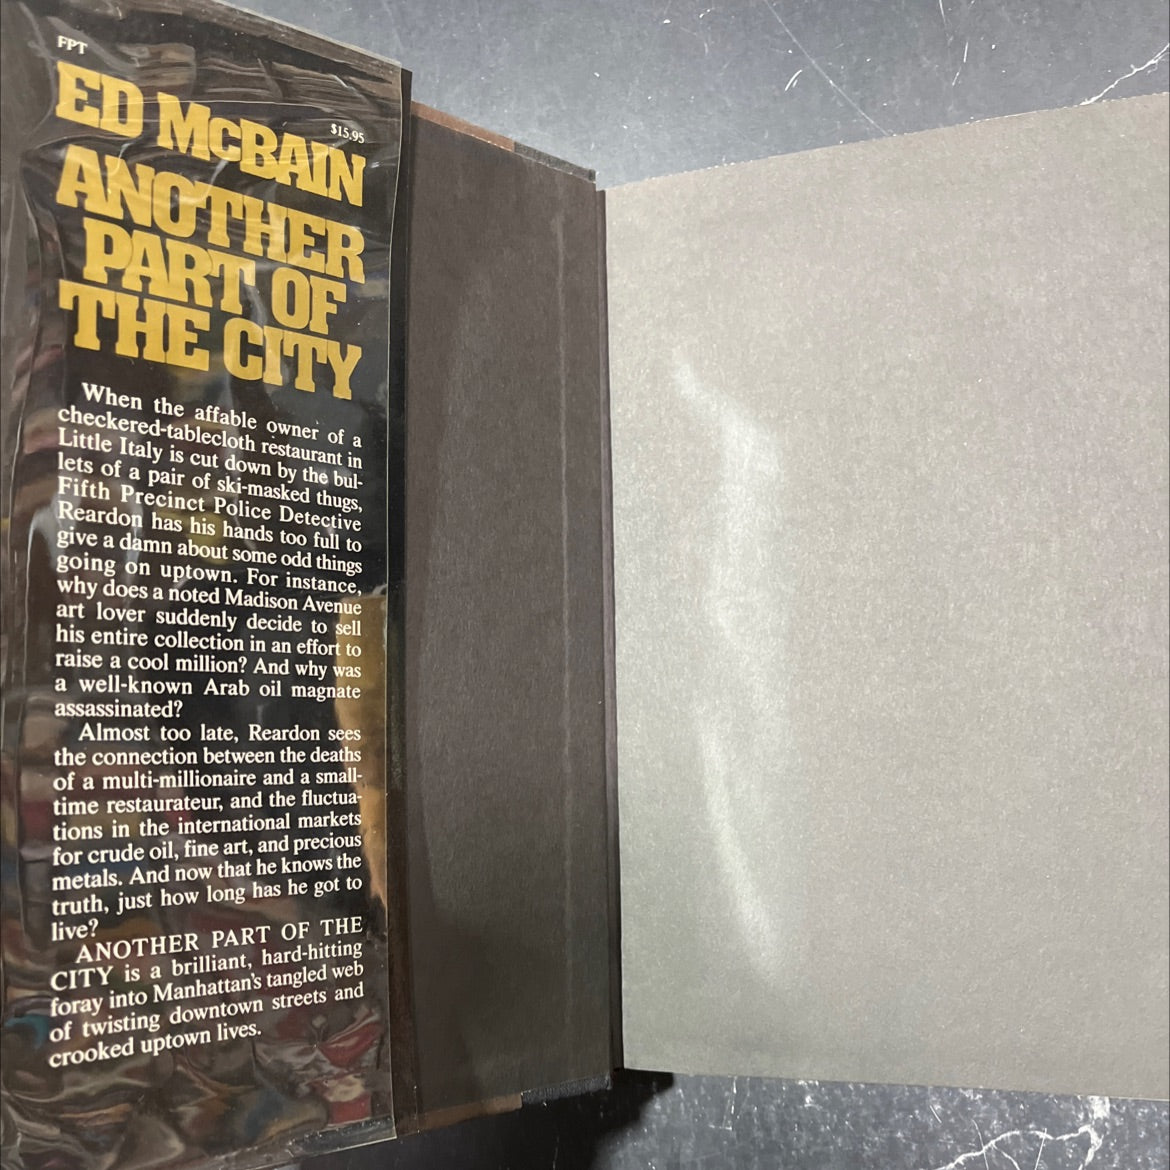 FPT
$15.95
ED McBAIN
ANOTHER
PART OF
THE CITY
When the affable owner of a
checkered-tablecloth restaurant in
Little Italy is cut down by the bul-
lets of a pair of ski-masked thugs,
Fifth Precinct Police Detective
Reardon has his hands too full to
give a damn about some odd things
going on uptown. For instance,
why does a noted Madison Avenue
art lover suddenly decide to sell
his entire collection in an effort to
raise a cool million? And why was
a well-known Arab oil magnate
assassinated?
Almost too late, Reardon sees
the connection between the deaths
of a multi-millionaire and a small-
time restaurateur, and the fluctua-
tions in the international markets
for crude oil, fine art, and precious
metals. And now that he knows the
truth, just how long has he got to
live?
ANOTHER PART OF THE
CITY is a brilliant, hard-hitting
foray into Manhattan's tangled web
of twisting downtown streets and
crooked uptown lives.